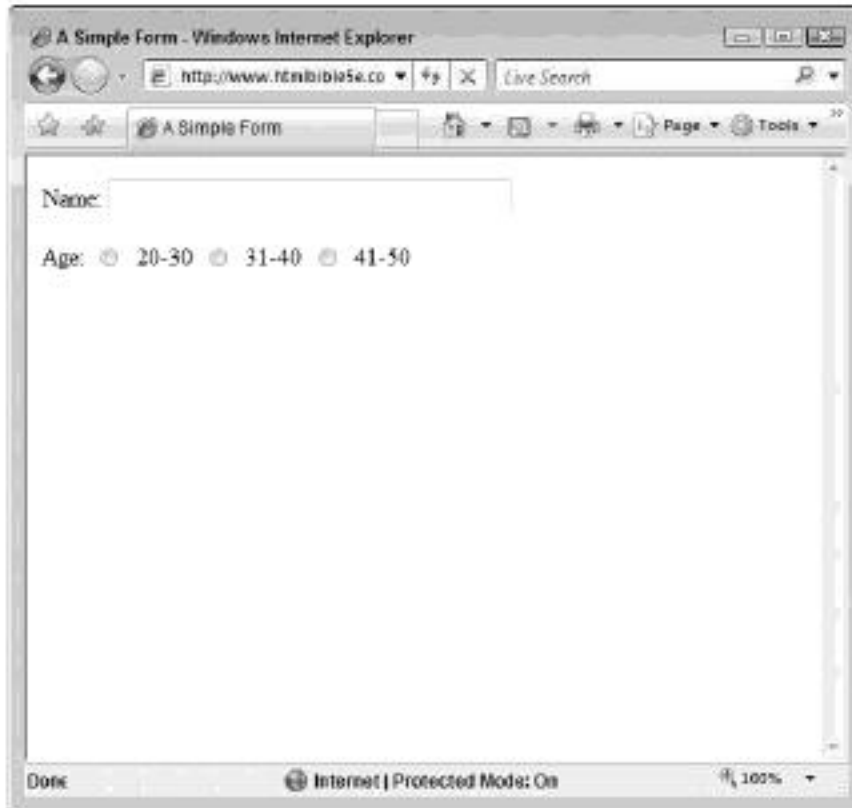 A Simple Form - Windows Internet Explorer
http://www.htmlbible5e.co
Live Search
A Simple Form
Page
Tools
Name:
Age: 20-30 31-40 41-50
Done
Internet | Protected Mode: On
100%